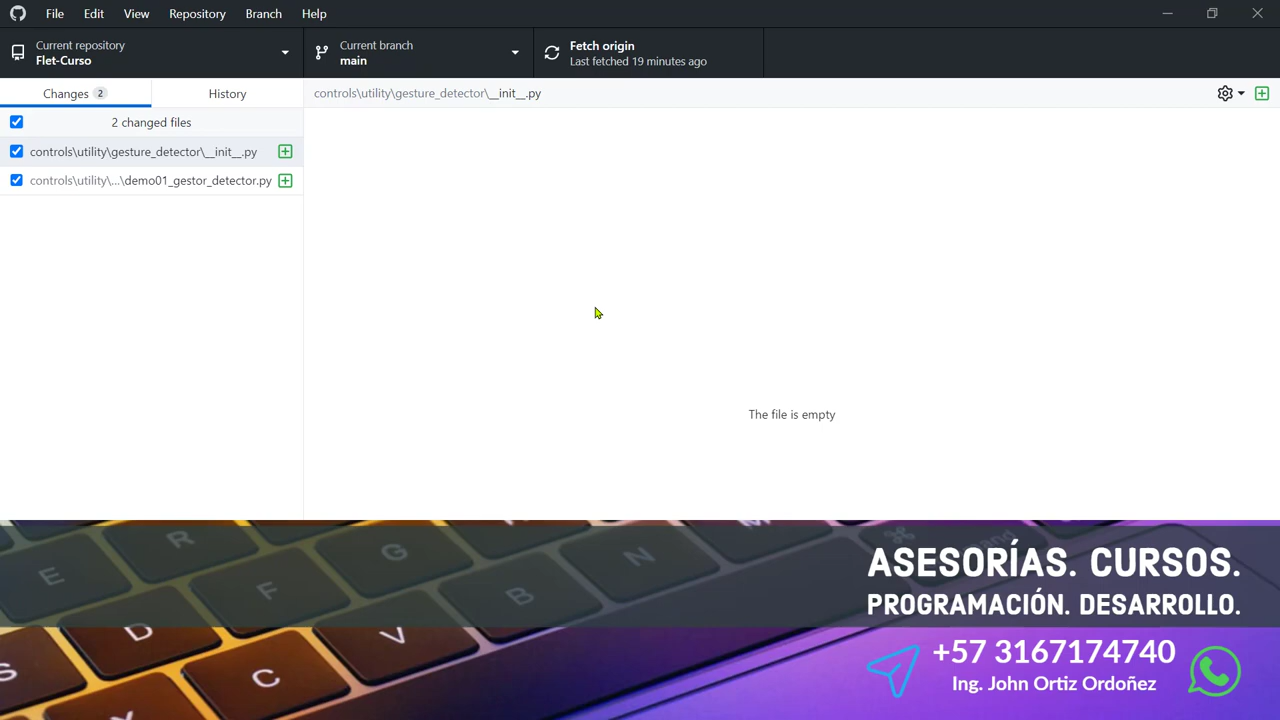 File Edit View Repository Branch Help
Current repository
Flet-Curso
Current branch
main
Fetch origin
Last fetched 19 minutes ago
Changes 2
History
controls\utility\gesture_detector\__init__.py
2 changed files
controls\utility\gesture_detector\__init__.py
controls\utility\...\demo01_gestor_detector.py
The file is empty
E R F G D C V B N S
ASESORÍAS. CURSOS.
PROGRAMACIÓN. DESARROLLO.
+57 3167174740
Ing. John Ortiz Ordoñez